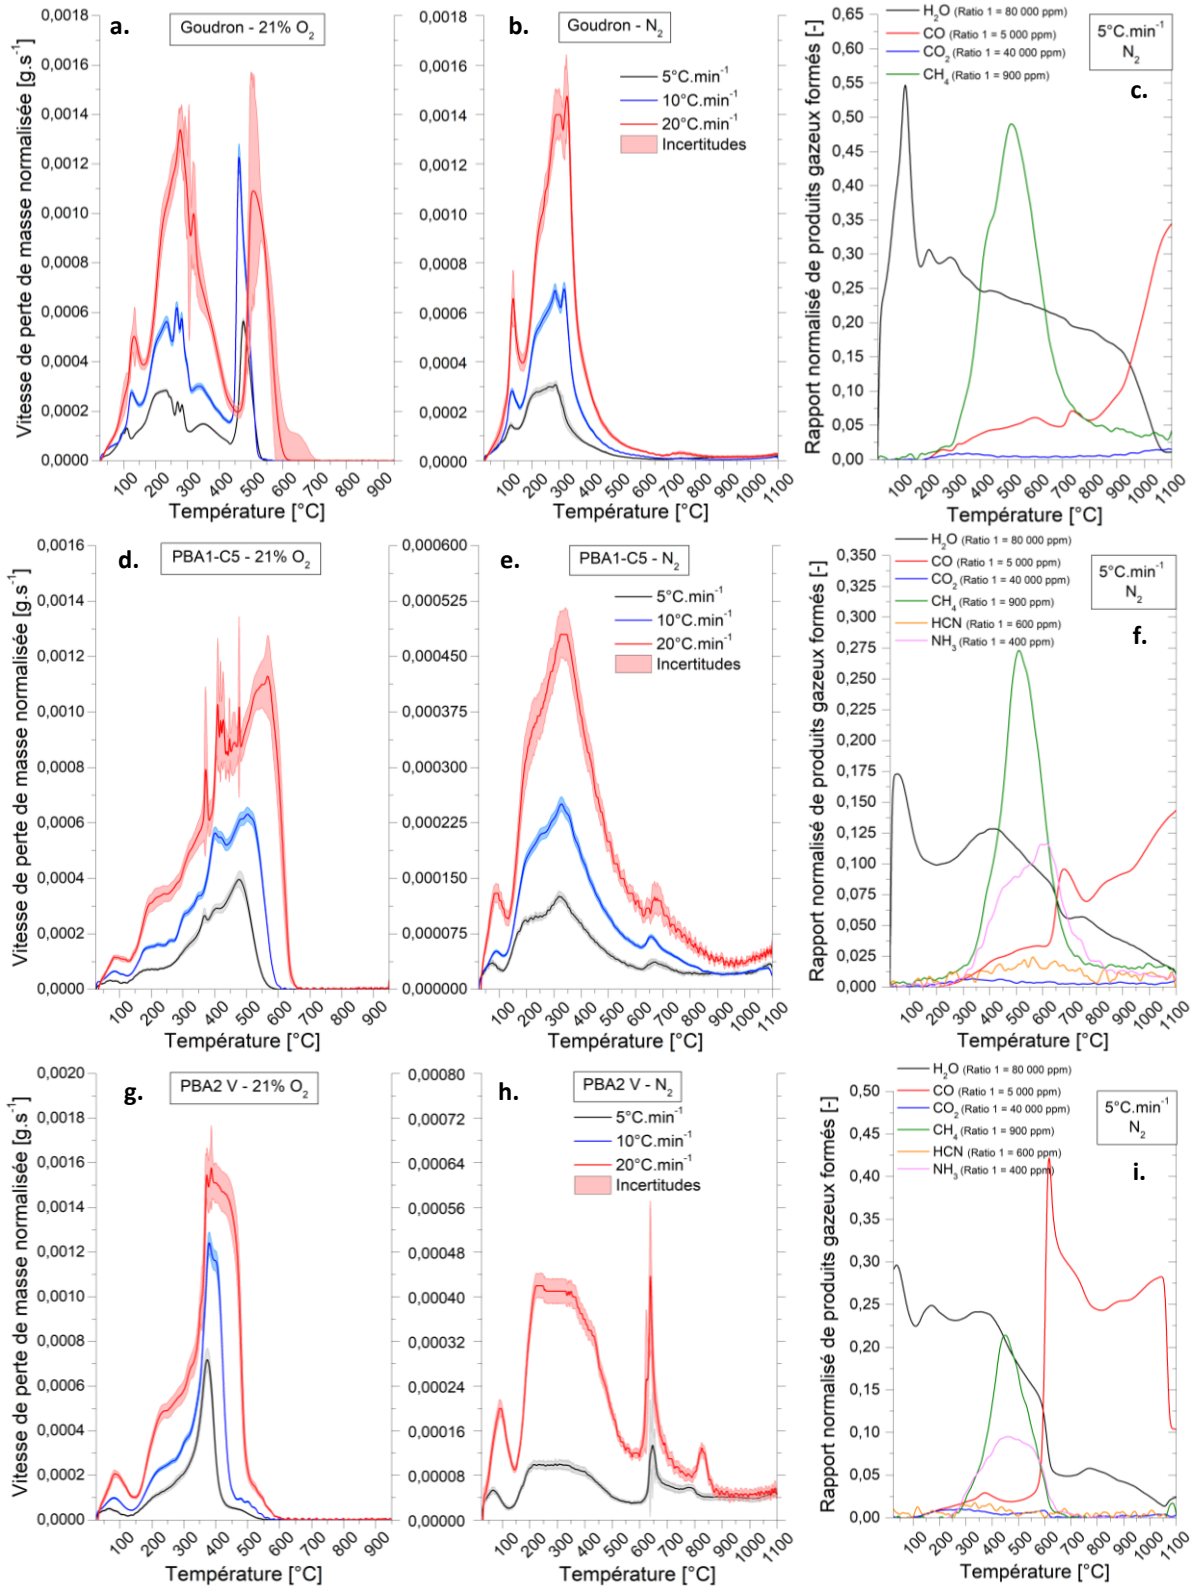 a.
Goudron - 21% O₂
Vitesse de perte de masse normalisée [g.s⁻¹]
0,0018
0,0016
0,0014
0,0012
0,0010
0,0008
0,0006
0,0004
0,0002
0,0000
100 200 300 400 500 600 700 800 900
Température [°C]
b.
Goudron - N₂
0,0018
0,0016
0,0014
0,0012
0,0010
0,0008
0,0006
0,0004
0,0002
0,0000
5°C.min⁻¹
10°C.min⁻¹
20°C.min⁻¹
Incertitudes
100 200 300 400 500 600 700 800 900 1000 1100
Température [°C]
c.
H₂O (Ratio 1 = 80 000 ppm)
CO (Ratio 1 = 5 000 ppm)
CO₂ (Ratio 1 = 40 000 ppm)
CH₄ (Ratio 1 = 900 ppm)
5°C.min⁻¹
N₂
Rapport normalisé de produits gazeux formés [-]
0,65
0,60
0,55
0,50
0,45
0,40
0,35
0,30
0,25
0,20
0,15
0,10
0,05
0,00
100 200 300 400 500 600 700 800 900 1000 1100
Température [°C]
d.
PBA1-C5 - 21% O₂
Vitesse de perte de masse normalisée [g.s⁻¹]
0,0016
0,0014
0,0012
0,0010
0,0008
0,0006
0,0004
0,0002
0,0000
100 200 300 400 500 600 700 800 900
Température [°C]
e.
PBA1-C5 - N₂
0,000600
0,000525
0,000450
0,000375
0,000300
0,000225
0,000150
0,000075
0,000000
5°C.min⁻¹
10°C.min⁻¹
20°C.min⁻¹
Incertitudes
100 200 300 400 500 600 700 800 900 1000 1100
Température [°C]
f.
H₂O (Ratio 1 = 80 000 ppm)
CO (Ratio 1 = 5 000 ppm)
CO₂ (Ratio 1 = 40 000 ppm)
CH₄ (Ratio 1 = 900 ppm)
HCN (Ratio 1 = 600 ppm)
NH₃ (Ratio 1 = 400 ppm)
5°C.min⁻¹
N₂
Rapport normalisé de produits gazeux formés [-]
0,350
0,325
0,300
0,275
0,250
0,225
0,200
0,175
0,150
0,125
0,100
0,075
0,050
0,025
0,000
100 200 300 400 500 600 700 800 900 1000 1100
Température [°C]
g.
PBA2 V - 21% O₂
Vitesse de perte de masse normalisée [g.s⁻¹]
0,0020
0,0018
0,0016
0,0014
0,0012
0,0010
0,0008
0,0006
0,0004
0,0002
0,0000
100 200 300 400 500 600 700 800 900
Température [°C]
h.
PBA2 V - N₂
0,00080
0,00072
0,00064
0,00056
0,00048
0,00040
0,00032
0,00024
0,00016
0,00008
0,00000
5°C.min⁻¹
10°C.min⁻¹
20°C.min⁻¹
Incertitudes
100 200 300 400 500 600 700 800 900 1000 1100
Température [°C]
i.
H₂O (Ratio 1 = 80 000 ppm)
CO (Ratio 1 = 5 000 ppm)
CO₂ (Ratio 1 = 40 000 ppm)
CH₄ (Ratio 1 = 900 ppm)
HCN (Ratio 1 = 600 ppm)
NH₃ (Ratio 1 = 400 ppm)
5°C.min⁻¹
N₂
Rapport normalisé de produits gazeux formés [-]
0,50
0,45
0,40
0,35
0,30
0,25
0,20
0,15
0,10
0,05
0,00
100 200 300 400 500 600 700 800 900 1000 1100
Température [°C]